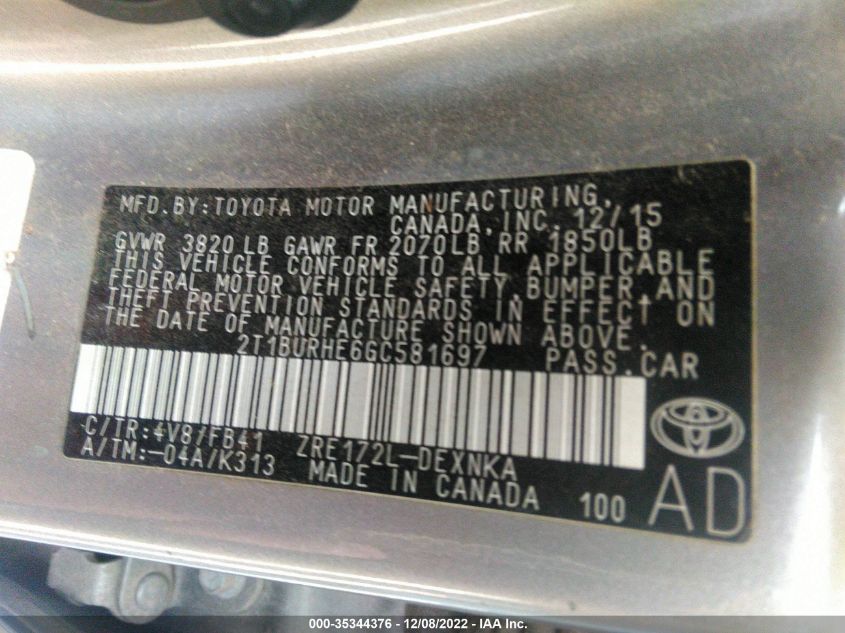 MFD.BY:TOYOTA MOTOR MANUFACTURING,
CANADA,INC. 12/15
GVWR 3820 LB GAWR FR 2070LB RR 1850LB
THIS VEHICLE CONFORMS TO ALL APPLICABLE
FEDERAL MOTOR VEHICLE SAFETY,BUMPER,AND
THEFT PREVENTION STANDARDS IN EFFECT ON
THE DATE OF MANUFACTURE SHOWN ABOVE.
2T1BURHE6GC581697 PASS.CAR
C/TR:4V8/FB41 ZRE172L-DEXNKA
A/TM:-04A/K313 MADE IN CANADA 100
AD
000-35344376 - 12/08/2022 - IAA Inc.